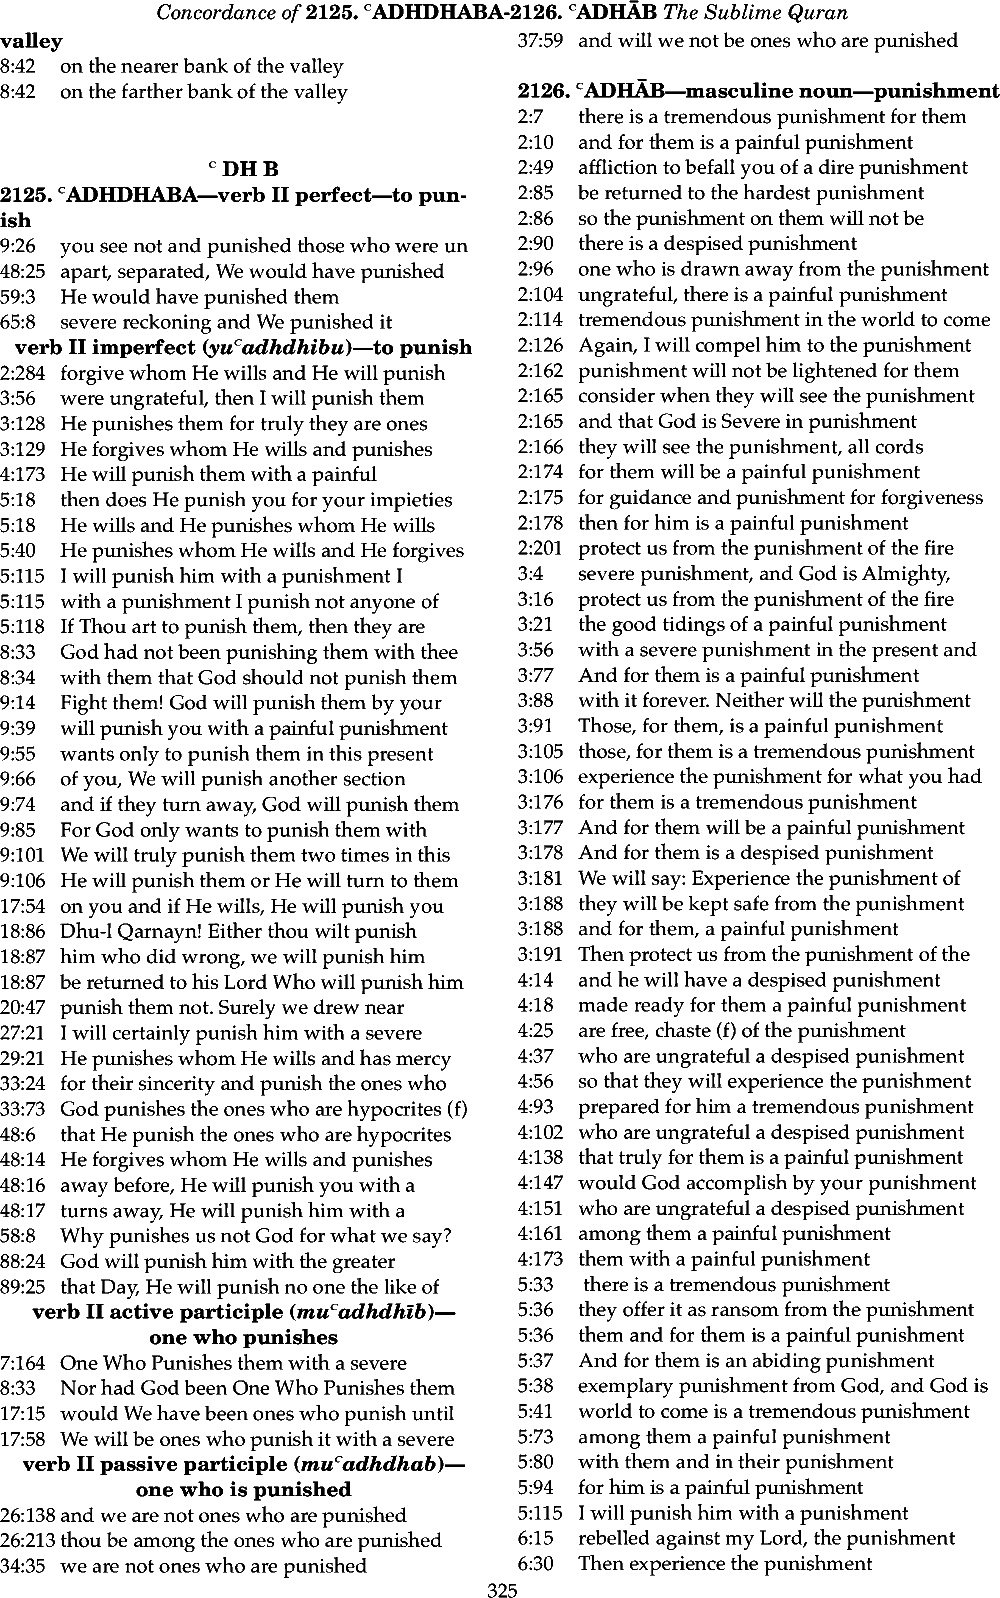 Concordance of 2125. ᶜADHDHABA-2126. ᶜADHĀB The Sublime Quran
valley
8:42 on the nearer bank of the valley
8:42 on the farther bank of the valley
ᶜ DH B
2125. ᶜADHDHABA—verb II perfect—to pun-
ish
9:26 you see not and punished those who were un
48:25 apart, separated, We would have punished
59:3 He would have punished them
65:8 severe reckoning and We punished it
verb II imperfect (yuᶜadhdhibu)—to punish
2:284 forgive whom He wills and He will punish
3:56 were ungrateful, then I will punish them
3:128 He punishes them for truly they are ones
3:129 He forgives whom He wills and punishes
4:173 He will punish them with a painful
5:18 then does He punish you for your impieties
5:18 He wills and He punishes whom He wills
5:40 He punishes whom He wills and He forgives
5:115 I will punish him with a punishment I
5:115 with a punishment I punish not anyone of
5:118 If Thou art to punish them, then they are
8:33 God had not been punishing them with thee
8:34 with them that God should not punish them
9:14 Fight them! God will punish them by your
9:39 will punish you with a painful punishment
9:55 wants only to punish them in this present
9:66 of you, We will punish another section
9:74 and if they turn away, God will punish them
9:85 For God only wants to punish them with
9:101 We will truly punish them two times in this
9:106 He will punish them or He will turn to them
17:54 on you and if He wills, He will punish you
18:86 Dhu-l Qarnayn! Either thou wilt punish
18:87 him who did wrong, we will punish him
18:87 be returned to his Lord Who will punish him
20:47 punish them not. Surely we drew near
27:21 I will certainly punish him with a severe
29:21 He punishes whom He wills and has mercy
33:24 for their sincerity and punish the ones who
33:73 God punishes the ones who are hypocrites (f)
48:6 that He punish the ones who are hypocrites
48:14 He forgives whom He wills and punishes
48:16 away before, He will punish you with a
48:17 turns away, He will punish him with a
58:8 Why punishes us not God for what we say?
88:24 God will punish him with the greater
89:25 that Day, He will punish no one the like of
verb II active participle (muᶜadhdhīb)—
one who punishes
7:164 One Who Punishes them with a severe
8:33 Nor had God been One Who Punishes them
17:15 would We have been ones who punish until
17:58 We will be ones who punish it with a severe
verb II passive participle (muᶜadhdhab)—
one who is punished
26:138 and we are not ones who are punished
26:213 thou be among the ones who are punished
34:35 we are not ones who are punished
37:59 and will we not be ones who are punished
2126. ᶜADHĀB—masculine noun—punishment
2:7 there is a tremendous punishment for them
2:10 and for them is a painful punishment
2:49 affliction to befall you of a dire punishment
2:85 be returned to the hardest punishment
2:86 so the punishment on them will not be
2:90 there is a despised punishment
2:96 one who is drawn away from the punishment
2:104 ungrateful, there is a painful punishment
2:114 tremendous punishment in the world to come
2:126 Again, I will compel him to the punishment
2:162 punishment will not be lightened for them
2:165 consider when they will see the punishment
2:165 and that God is Severe in punishment
2:166 they will see the punishment, all cords
2:174 for them will be a painful punishment
2:175 for guidance and punishment for forgiveness
2:178 then for him is a painful punishment
2:201 protect us from the punishment of the fire
3:4 severe punishment, and God is Almighty,
3:16 protect us from the punishment of the fire
3:21 the good tidings of a painful punishment
3:56 with a severe punishment in the present and
3:77 And for them is a painful punishment
3:88 with it forever. Neither will the punishment
3:91 Those, for them, is a painful punishment
3:105 those, for them is a tremendous punishment
3:106 experience the punishment for what you had
3:176 for them is a tremendous punishment
3:177 And for them will be a painful punishment
3:178 And for them is a despised punishment
3:181 We will say: Experience the punishment of
3:188 they will be kept safe from the punishment
3:188 and for them, a painful punishment
3:191 Then protect us from the punishment of the
4:14 and he will have a despised punishment
4:18 made ready for them a painful punishment
4:25 are free, chaste (f) of the punishment
4:37 who are ungrateful a despised punishment
4:56 so that they will experience the punishment
4:93 prepared for him a tremendous punishment
4:102 who are ungrateful a despised punishment
4:138 that truly for them is a painful punishment
4:147 would God accomplish by your punishment
4:151 who are ungrateful a despised punishment
4:161 among them a painful punishment
4:173 them with a painful punishment
5:33 there is a tremendous punishment
5:36 they offer it as ransom from the punishment
5:36 them and for them is a painful punishment
5:37 And for them is an abiding punishment
5:38 exemplary punishment from God, and God is
5:41 world to come is a tremendous punishment
5:73 among them a painful punishment
5:80 with them and in their punishment
5:94 for him is a painful punishment
5:115 I will punish him with a punishment
6:15 rebelled against my Lord, the punishment
6:30 Then experience the punishment
325